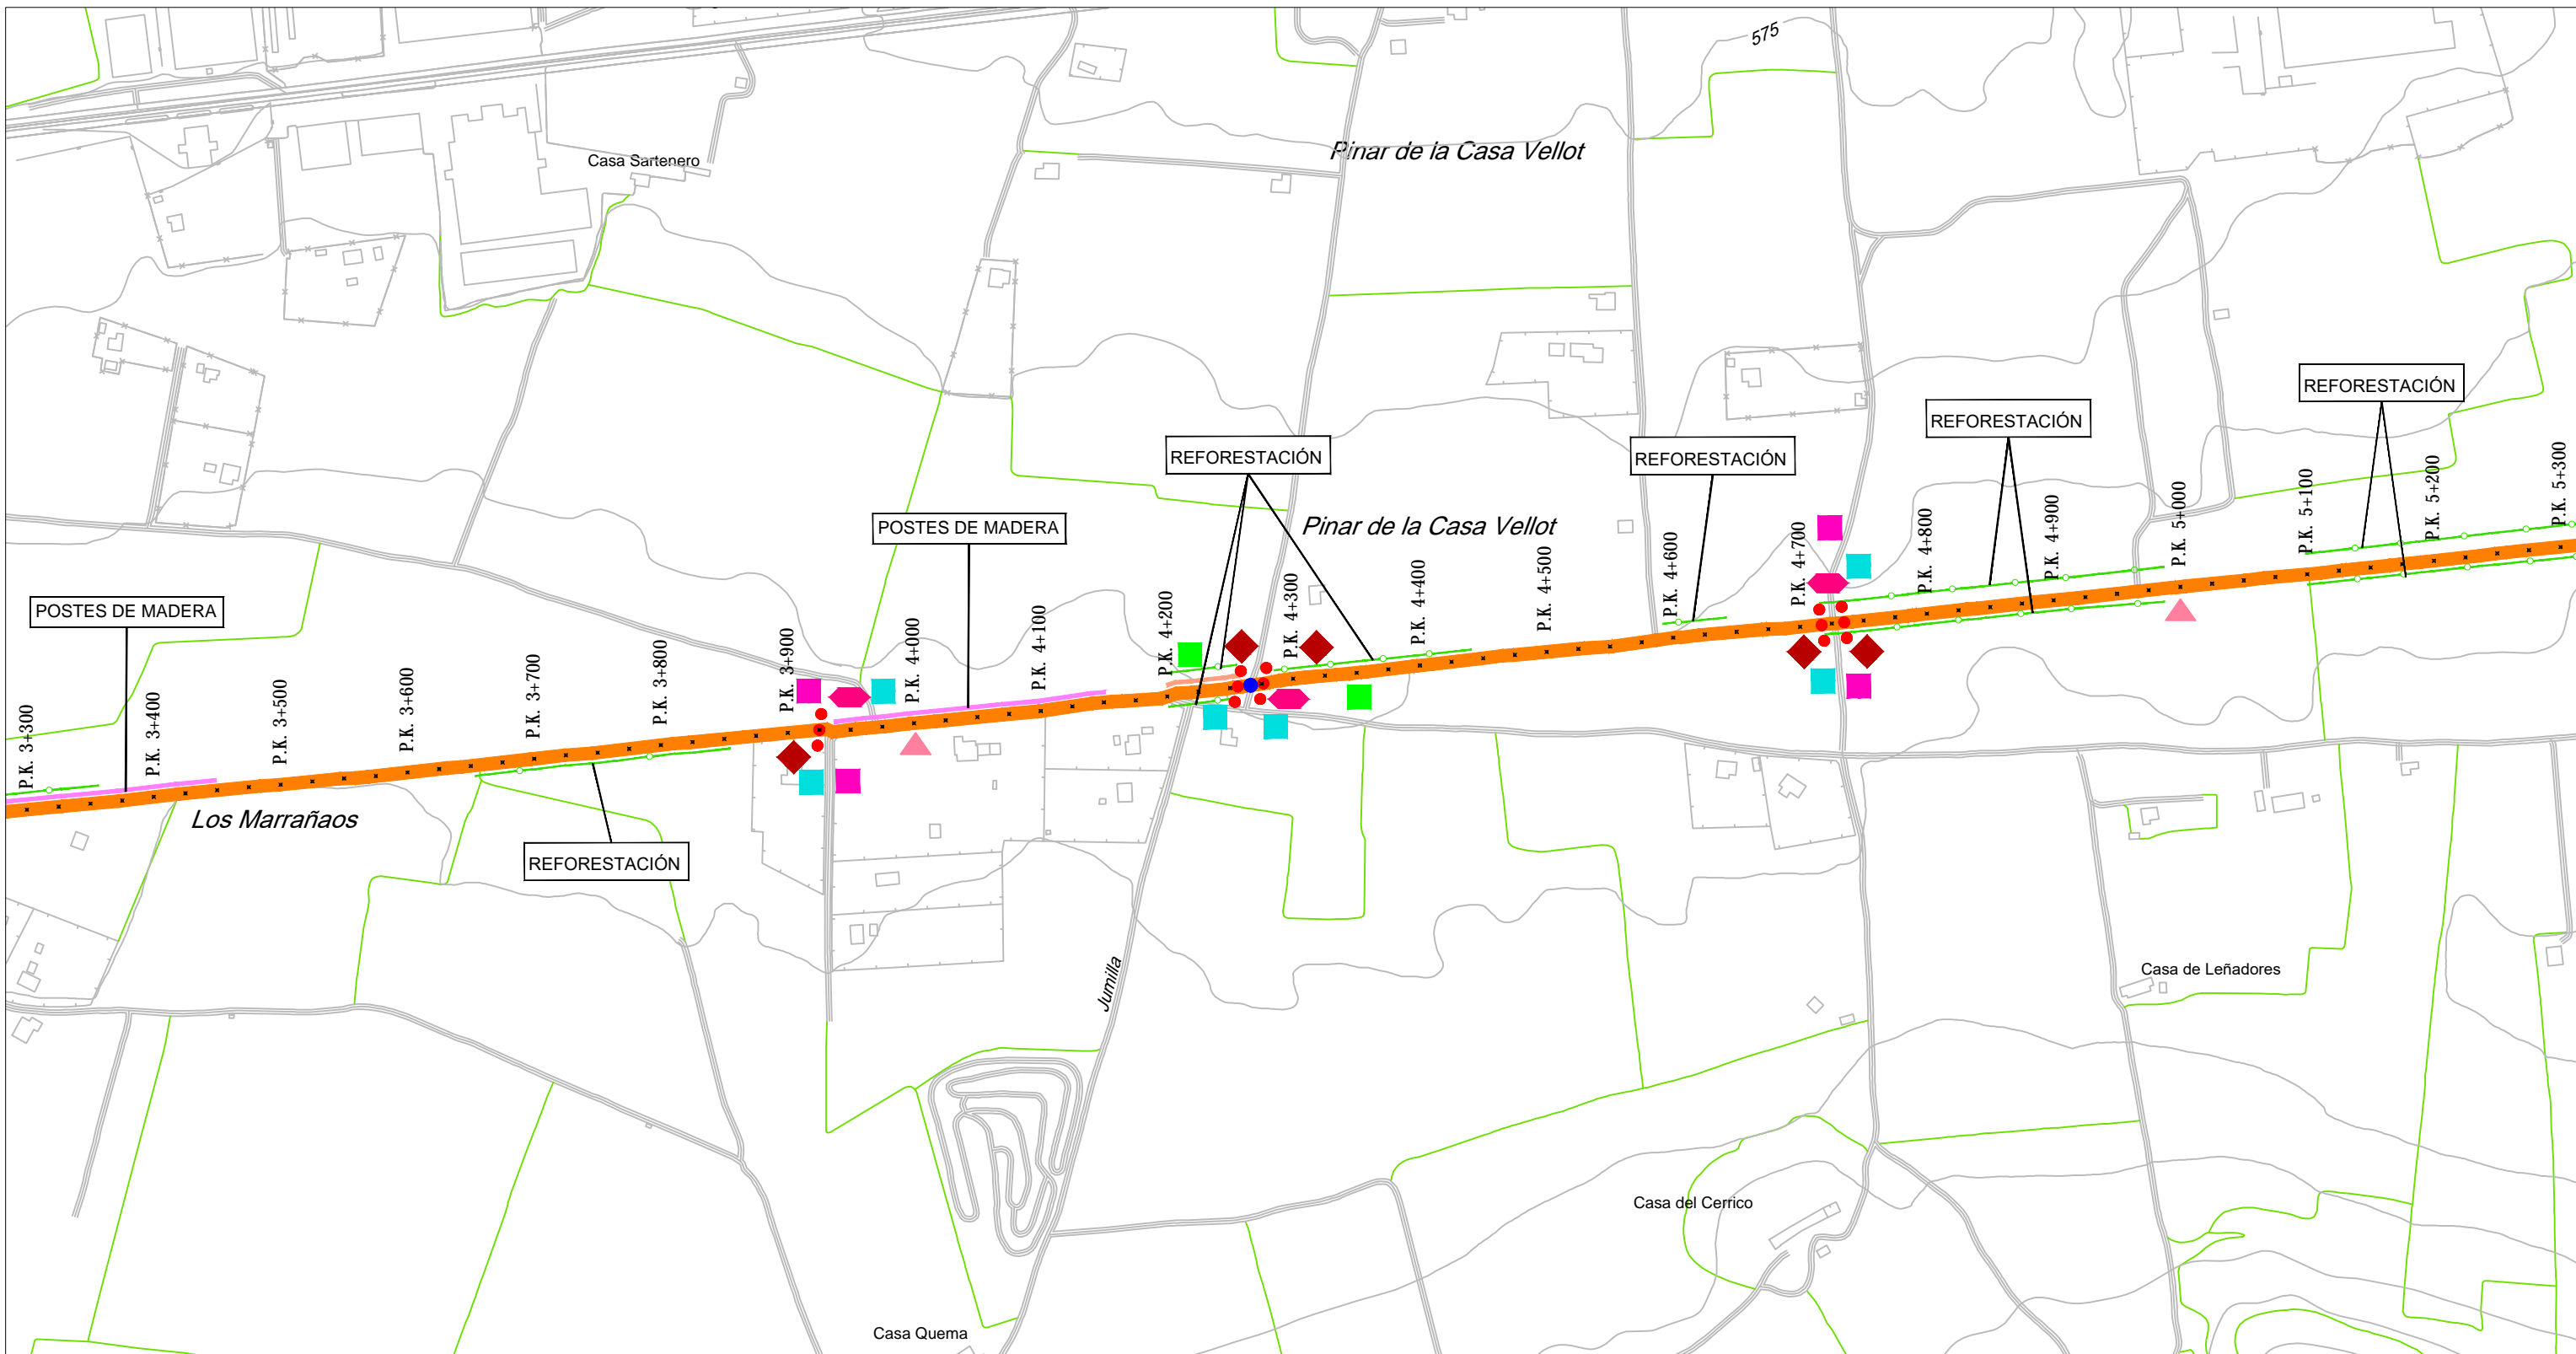 575
Casa Sartenero
Pinar de la Casa Vellot
REFORESTACIÓN
REFORESTACIÓN
REFORESTACIÓN
REFORESTACIÓN
POSTES DE MADERA
Pinar de la Casa Vellot
POSTES DE MADERA
P.K. 3+300
P.K. 3+400
P.K. 3+500
P.K. 3+600
P.K. 3+700
P.K. 3+800
P.K. 3+900
P.K. 4+000
P.K. 4+100
P.K. 4+200
P.K. 4+300
P.K. 4+400
P.K. 4+500
P.K. 4+600
P.K. 4+700
P.K. 4+800
P.K. 4+900
P.K. 5+000
P.K. 5+100
P.K. 5+200
P.K. 5+300
Los Marrañaos
REFORESTACIÓN
Jumilla
Casa de Leñadores
Casa del Cerrico
Casa Quema